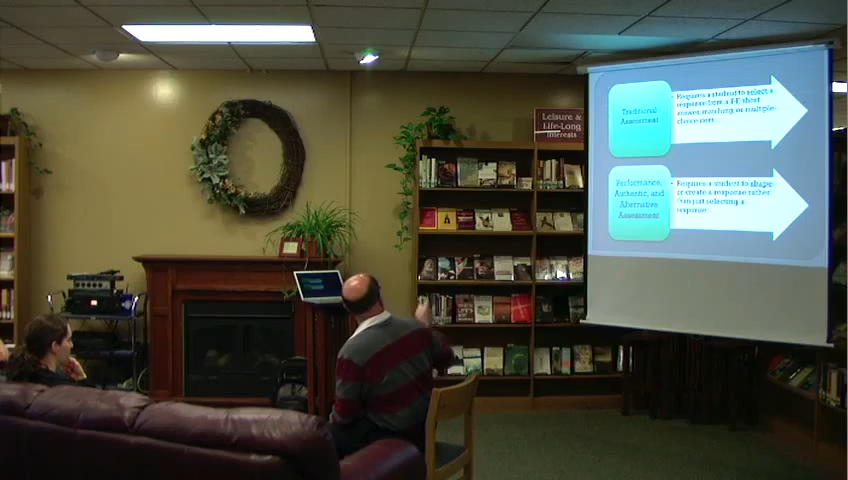 Leisure &
Life-Long
Interests
Traditional
Assessment
• Requires a student to select a
response from a T-F, short
answer, matching, or multiple-
choice item.
Performance,
Authentic, and
Alternative
Assessment
• Requires a student to shape
or create a response rather
than just selecting a
response.